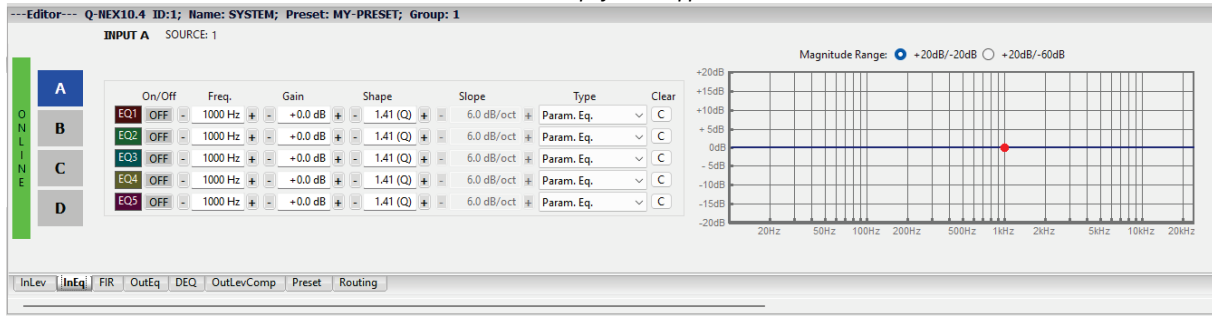 ---Editor--- Q-NEX10.4 ID:1; Name: SYSTEM; Preset: MY-PRESET; Group: 1
INPUT A SOURCE: 1
ONLINE
A
B
C
D
On/Off Freq. Gain Shape Slope Type Clear
EQ1 OFF - 1000 Hz + - +0.0 dB + - 1.41 (Q) + - 6.0 dB/oct + Param. Eq. C
EQ2 OFF - 1000 Hz + - +0.0 dB + - 1.41 (Q) + - 6.0 dB/oct + Param. Eq. C
EQ3 OFF - 1000 Hz + - +0.0 dB + - 1.41 (Q) + - 6.0 dB/oct + Param. Eq. C
EQ4 OFF - 1000 Hz + - +0.0 dB + - 1.41 (Q) + - 6.0 dB/oct + Param. Eq. C
EQ5 OFF - 1000 Hz + - +0.0 dB + - 1.41 (Q) + - 6.0 dB/oct + Param. Eq. C
Magnitude Range: +20dB/-20dB +20dB/-60dB
+20dB
+15dB
+10dB
+ 5dB
0dB
- 5dB
-10dB
-15dB
-20dB
20Hz 50Hz 100Hz 200Hz 500Hz 1kHz 2kHz 5kHz 10kHz 20kHz
InLev InEq FIR OutEq DEQ OutLevComp Preset Routing